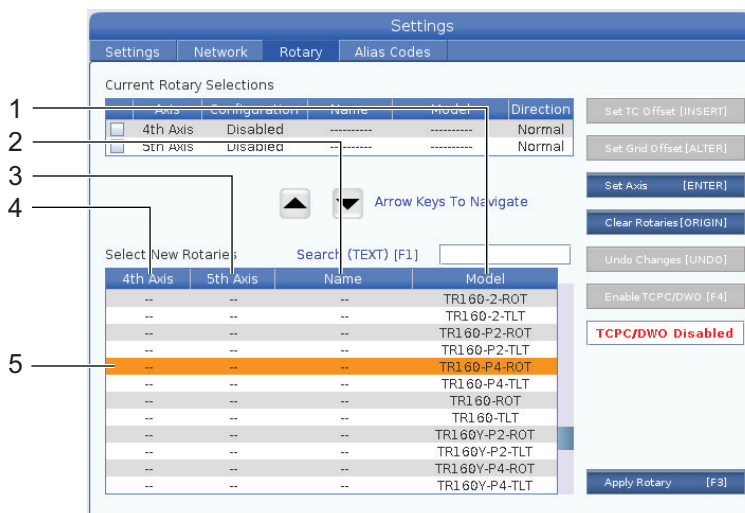 Settings
Settings Network Rotary Alias Codes
Current Rotary Selections
1
Axis Configuration Name Model Direction
Set TC Offset [INSERT]
4th Axis Disabled ---------- ---------- Normal
2
5th Axis Disabled ---------- ---------- Normal
Set Grid Offset [ALTER]
3
Set Axis [ENTER]
4
Arrow Keys To Navigate
Clear Rotaries [ORIGIN]
Select New Rotaries Search (TEXT) [F1]
Undo Changes [UNDO]
4th Axis 5th Axis Name Model
-- -- -- TR160-2-ROT
Enable TCPC/DWO [F4]
-- -- -- TR160-2-TLT
-- -- -- TR160-P2-ROT
TCPC/DWO Disabled
-- -- -- TR160-P2-TLT
5
-- -- -- TR160-P4-ROT
-- -- -- TR160-P4-TLT
-- -- -- TR160-ROT
-- -- -- TR160-TLT
-- -- -- TR160Y-P2-ROT
-- -- -- TR160Y-P2-TLT
-- -- -- TR160Y-P4-ROT
-- -- -- TR160Y-P4-TLT
Apply Rotary [F3]